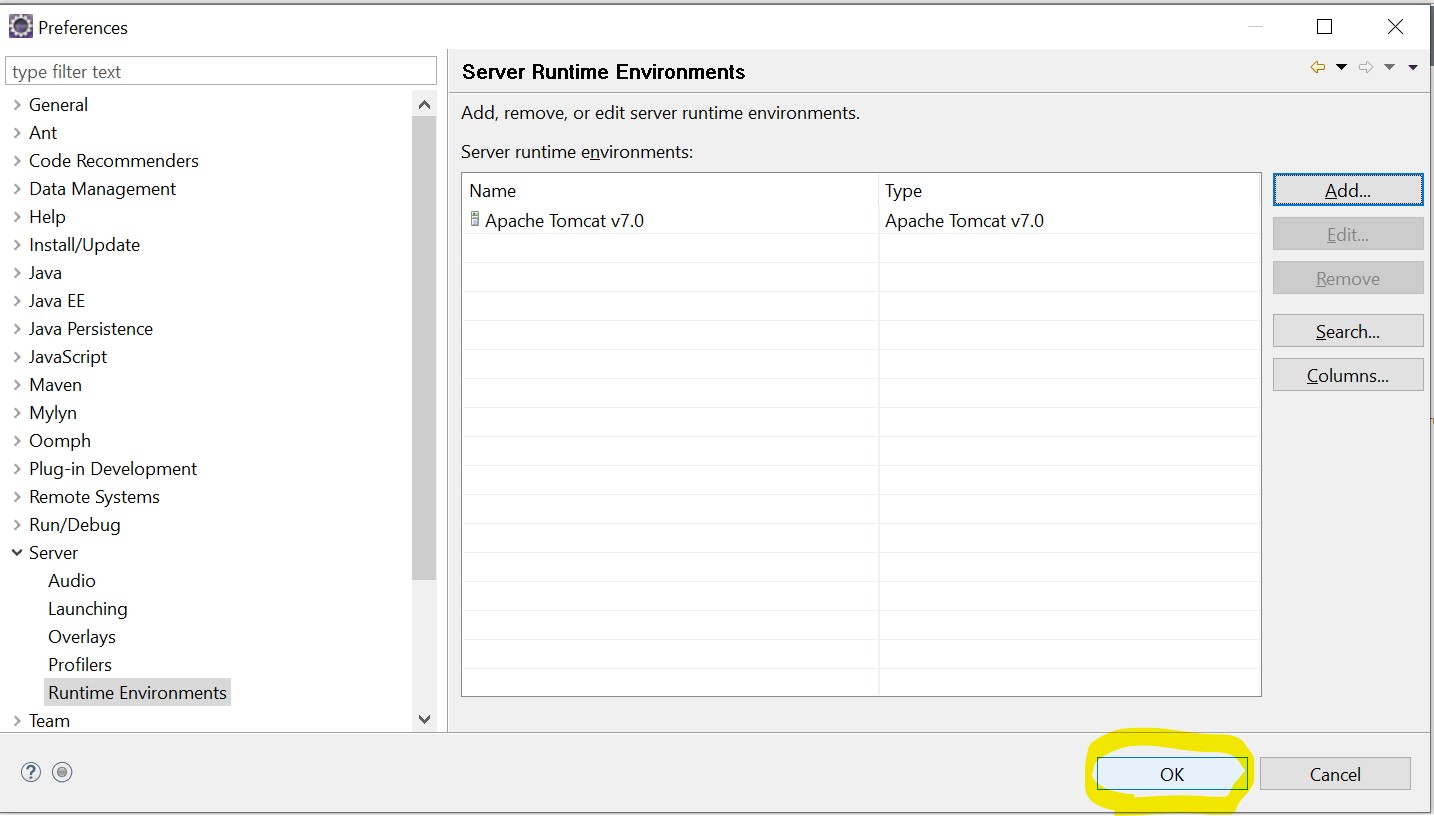 Preferences
type filter text
General
Ant
Code Recommenders
Data Management
Help
Install/Update
Java
Java EE
Java Persistence
JavaScript
Maven
Mylyn
Oomph
Plug-in Development
Remote Systems
Run/Debug
Server
Audio
Launching
Overlays
Profilers
Runtime Environments
Team
Server Runtime Environments
Add, remove, or edit server runtime environments.
Server runtime environments:
Name Type
Apache Tomcat v7.0 Apache Tomcat v7.0
Add...
Edit...
Remove
Search...
Columns...
?
OK Cancel